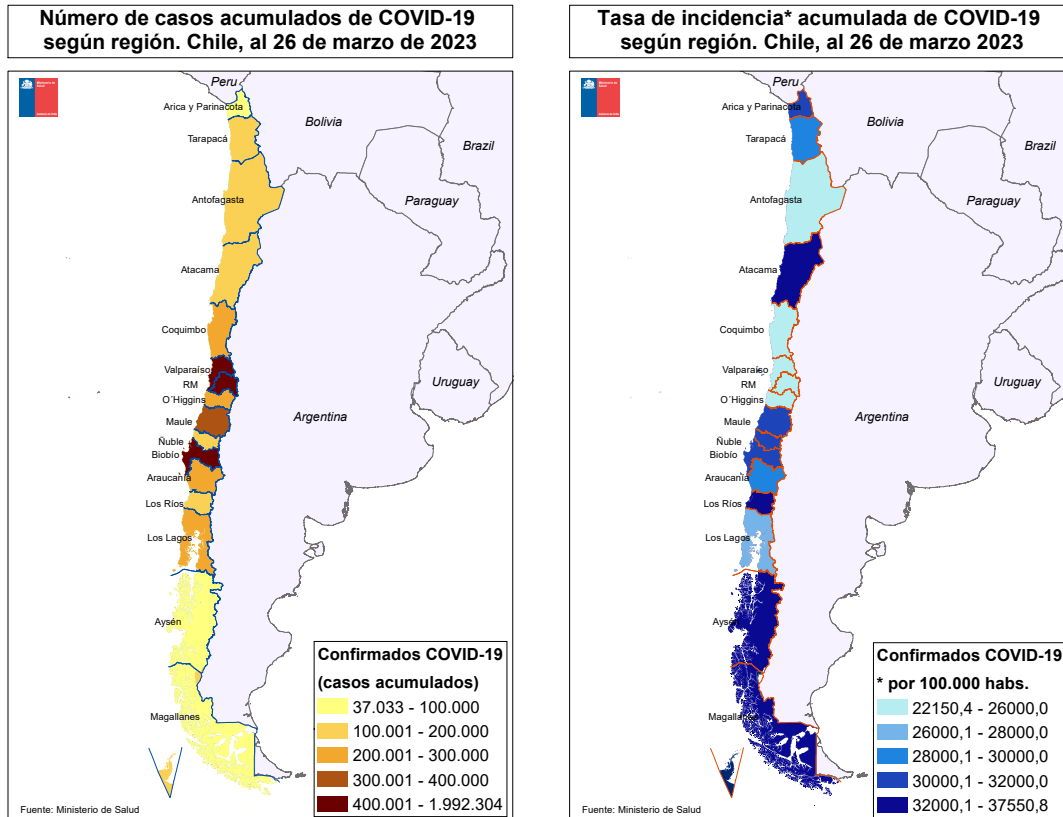 Número de casos acumulados de COVID-19
según región. Chile, al 26 de marzo de 2023
Peru
Arica y Parinacota
Bolivia
Tarapacá
Brazil
Antofagasta
Paraguay
Atacama
Coquimbo
Valparaíso
RM
Uruguay
O´Higgins
Argentina
Maule
Ñuble
Biobío
Araucanía
Los Ríos
Los Lagos
Aysén
Magallanes
Confirmados COVID-19
(casos acumulados)
37.033 - 100.000
100.001 - 200.000
200.001 - 300.000
300.001 - 400.000
400.001 - 1.992.304
Fuente: Ministerio de Salud
Tasa de incidencia* acumulada de COVID-19
según región. Chile, al 26 de marzo 2023
Peru
Arica y Parinacota
Bolivia
Tarapacá
Brazil
Antofagasta
Paraguay
Atacama
Coquimbo
Valparaíso
RM
Uruguay
O´Higgins
Argentina
Maule
Ñuble
Biobío
Araucanía
Los Ríos
Los Lagos
Aysén
Magallanes
Confirmados COVID-19
* por 100.000 habs.
22150,4 - 26000,0
26000,1 - 28000,0
28000,1 - 30000,0
30000,1 - 32000,0
32000,1 - 37550,8
Fuente: Ministerio de Salud